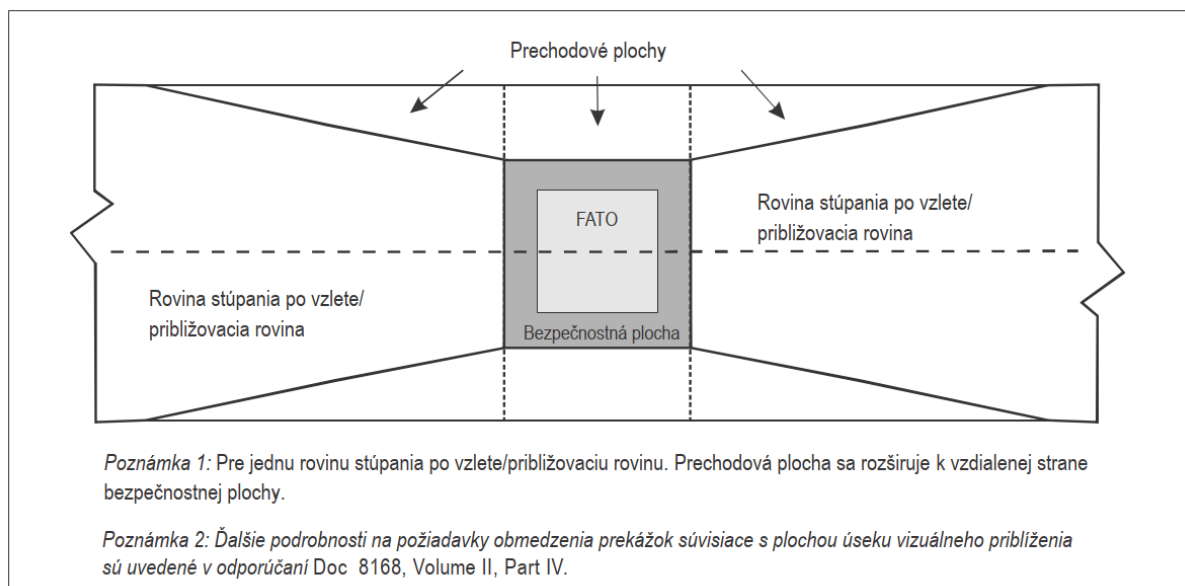 Prechodové plochy
Rovina stúpania po vzlete/
približovacia rovina
FATO
Rovina stúpania po vzlete/
približovacia rovina
Bezpečnostná plocha
Poznámka 1: Pre jednu rovinu stúpania po vzlete/približovaciu rovinu. Prechodová plocha sa rozširuje k vzdialenej strane
bezpečnostnej plochy.
Poznámka 2: Ďalšie podrobnosti na požiadavky obmedzenia prekážok súvisiace s plochou úseku vizuálneho priblíženia
sú uvedené v odporúčaní Doc 8168, Volume II, Part IV.